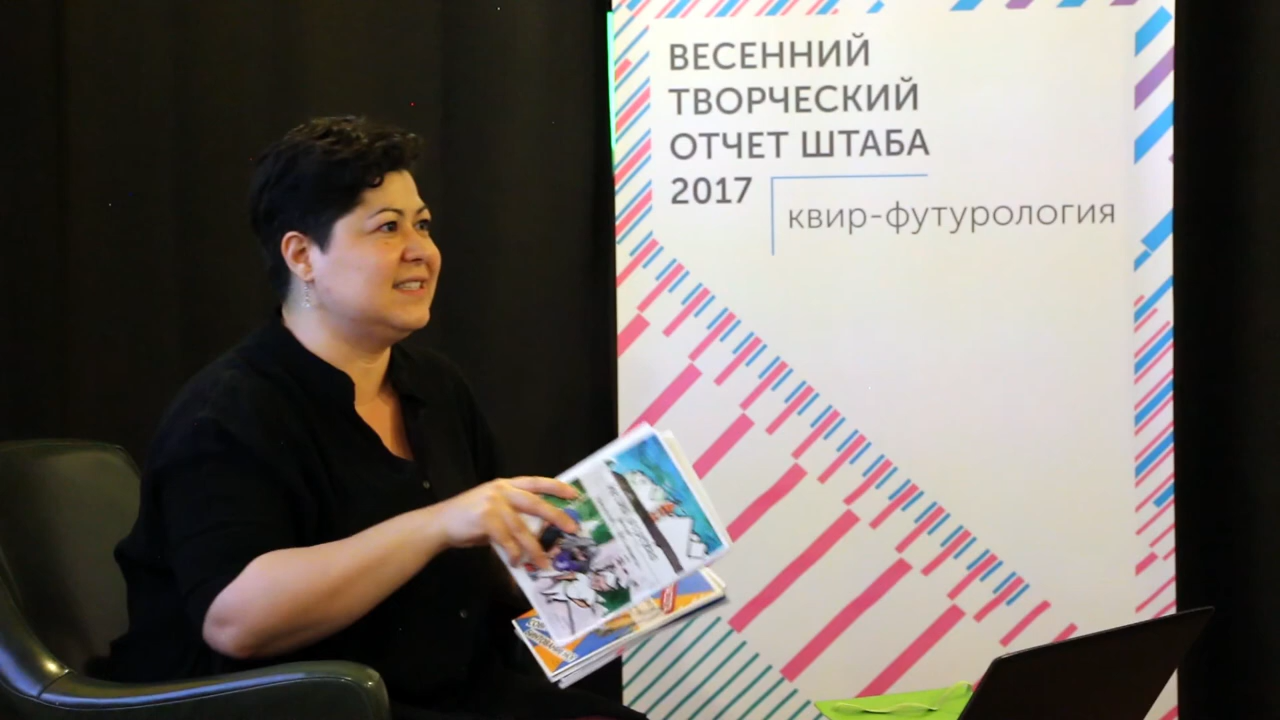 ВЕСЕННИЙ
ТВОРЧЕСКИЙ
ОТЧЕТ ШТАБА
2017
квир-футурология